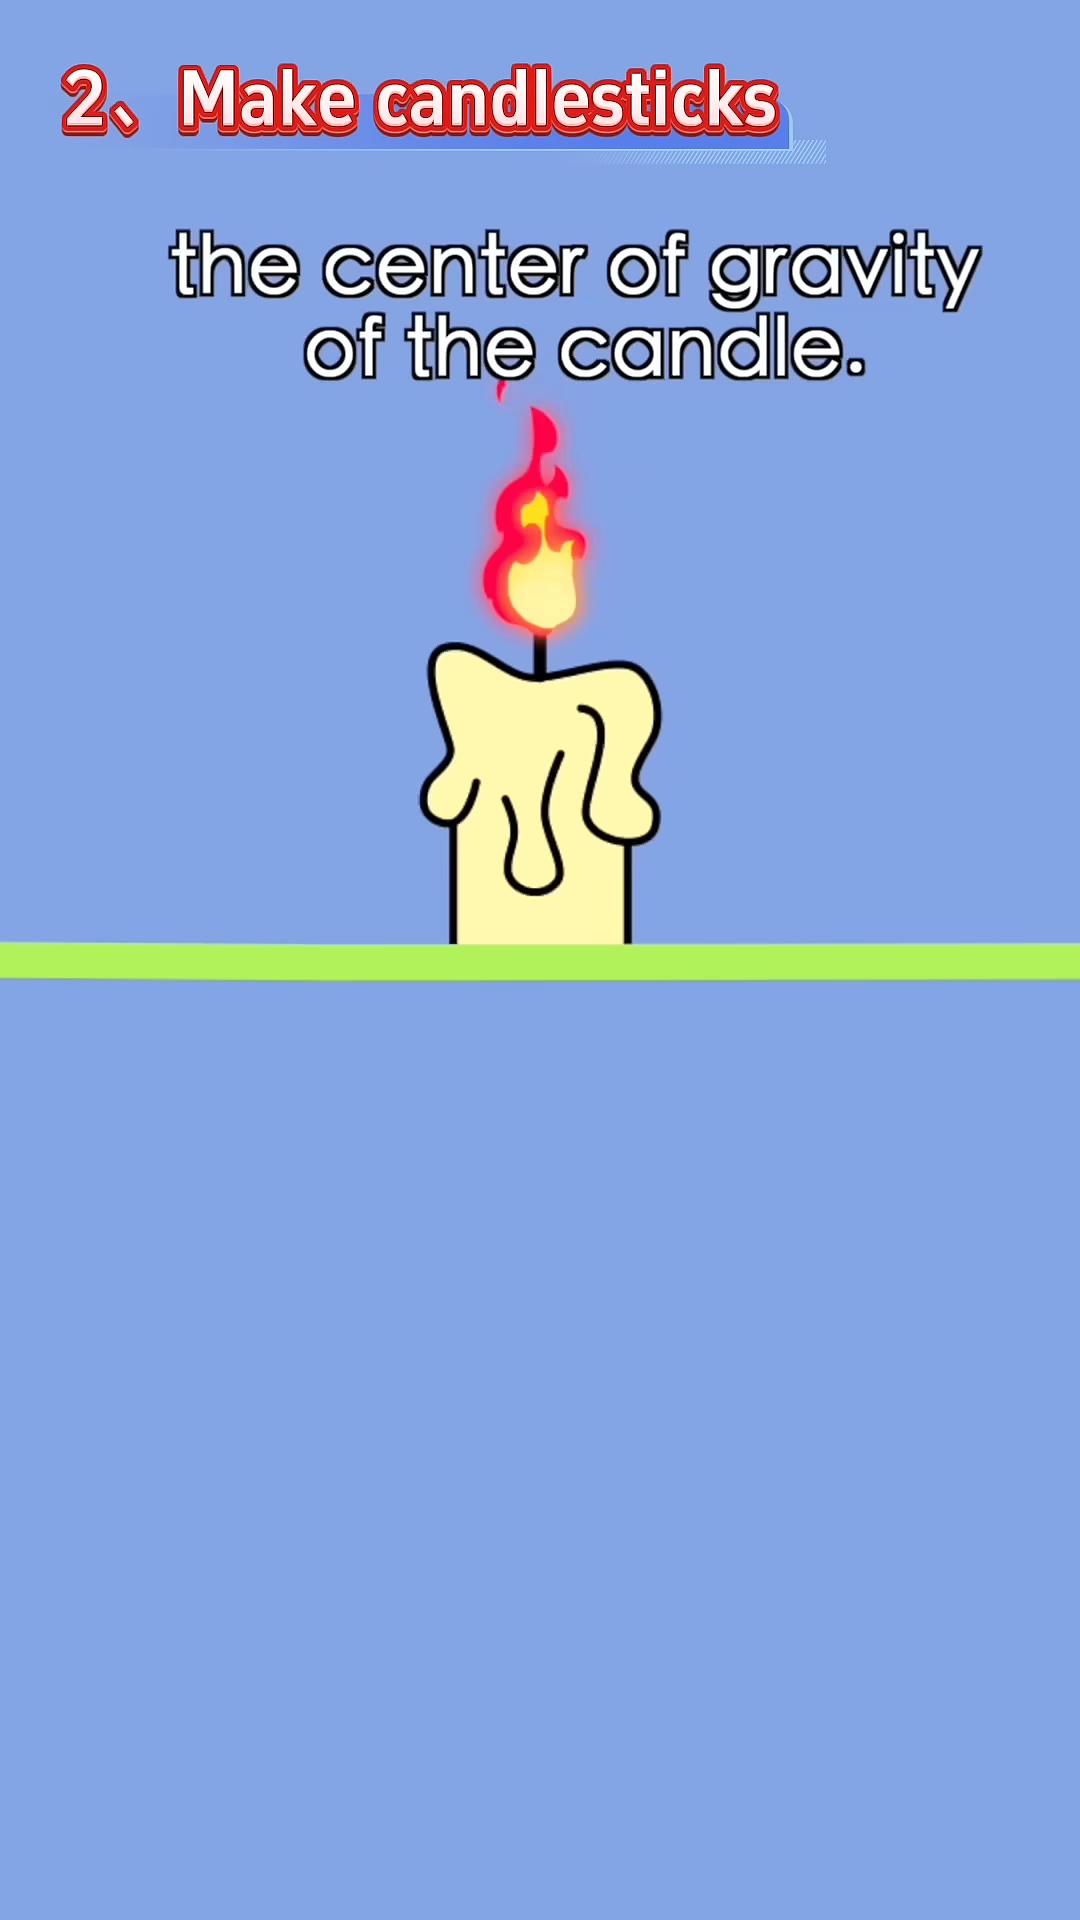 2、Make candlesticks
the center of gravity
of the candle.